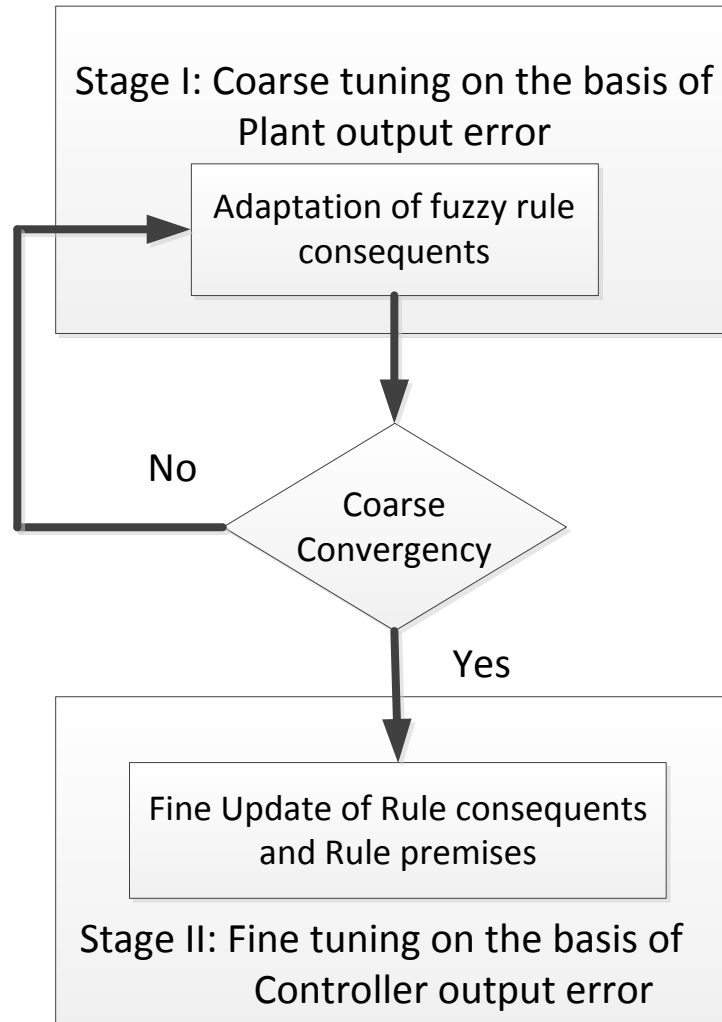 Stage I: Coarse tuning on the basis of
Plant output error
Adaptation of fuzzy rule
consequents
No
Coarse
Convergency
Yes
Fine Update of Rule consequents
and Rule premises
Stage II: Fine tuning on the basis of
Controller output error